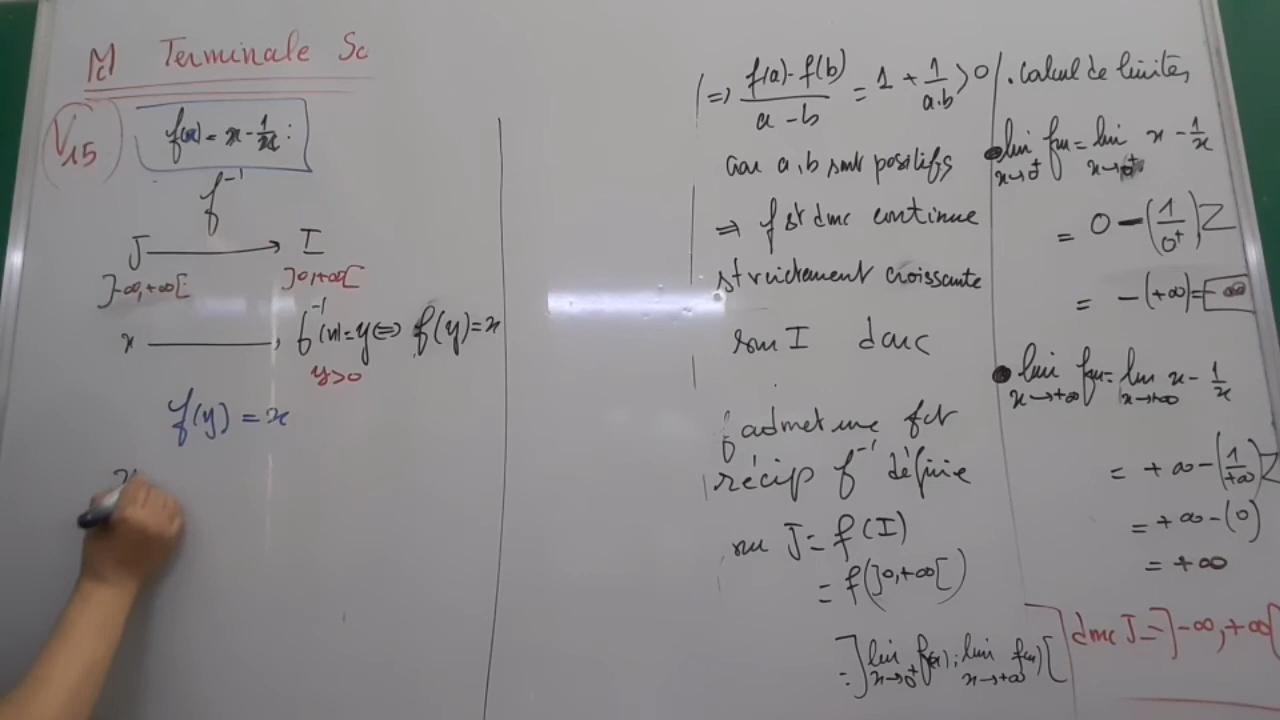 Md Terminale Sc
V15
f(x) = x - 1/x :
f⁻¹
J ⟶ I
]-∞,+∞[ ]0,+∞[
x ⟶ f⁻¹(x)=y ⟺ f(y)=x
y>0
f(y) = x
⇒ (f(a)-f(b))/(a-b) = 1 + 1/(a.b) > 0
car a,b sont positifs
⇒ f est donc continue
strictement croissante
sur I donc
f admet une fct
récip f⁻¹ définie
sur J = f(I)
= f(]0,+∞[)
= ] lim x→0⁺ f(x) ; lim x→+∞ f(x) [
. calcul de limites
• lim x→0⁺ f(x) = lim x→0⁺ x - 1/x
= 0 - (1/0⁺)
= -(+∞) = -∞
• lim x→+∞ f(x) = lim x→+∞ x - 1/x
= +∞ - (1/+∞)
= +∞ - (0)
= +∞
donc J = ]-∞,+∞[